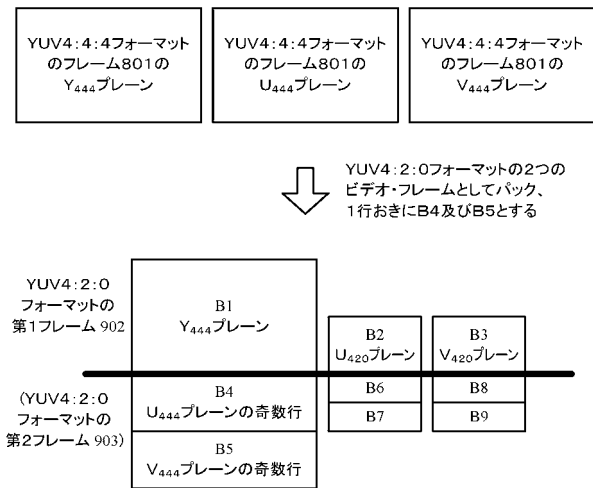 YUV4:4:4フォーマット
のフレーム801の
Y444プレーン
YUV4:4:4フォーマット
のフレーム801の
U444プレーン
YUV4:4:4フォーマット
のフレーム801の
V444プレーン
YUV4:2:0フォーマットの2つの
ビデオ・フレームとしてパック、
1行おきにB4及びB5とする
YUV4:2:0
フォーマットの
第1フレーム 902
B1
Y444プレーン
B2
U420プレーン
B3
V420プレーン
(YUV4:2:0
フォーマットの
第2フレーム 903)
B4
U444プレーンの奇数行
B5
V444プレーンの奇数行
B6
B7
B8
B9